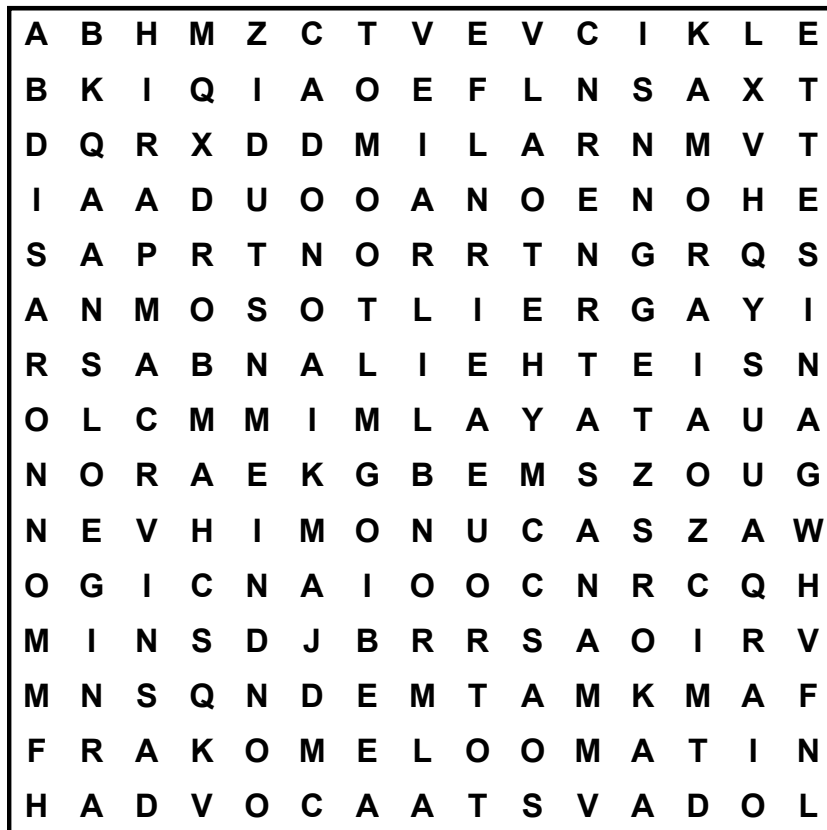 A B H M Z C T V E V C I K L E
B K I Q I A O E F L N S A X T
D Q R X D D M I L A R N M V T
I A A D U O O A N O E N O H E
S A P R T N O R R T N G R Q S
A N M O S O T L I E R G A Y I
R S A B N A L I E H T E I S N
O L C M M I M L A Y A T A U A
N O R A E K G B E M S Z O U G
N E V H I M O N U C A S Z A W
O G I C N A I O O C N R C Q H
M I N S D J B R R S A O I R V
M N S Q N D E M T A M K M A F
F R A K O M E L O O M A T I N
H A D V O C A A T S V A D O L